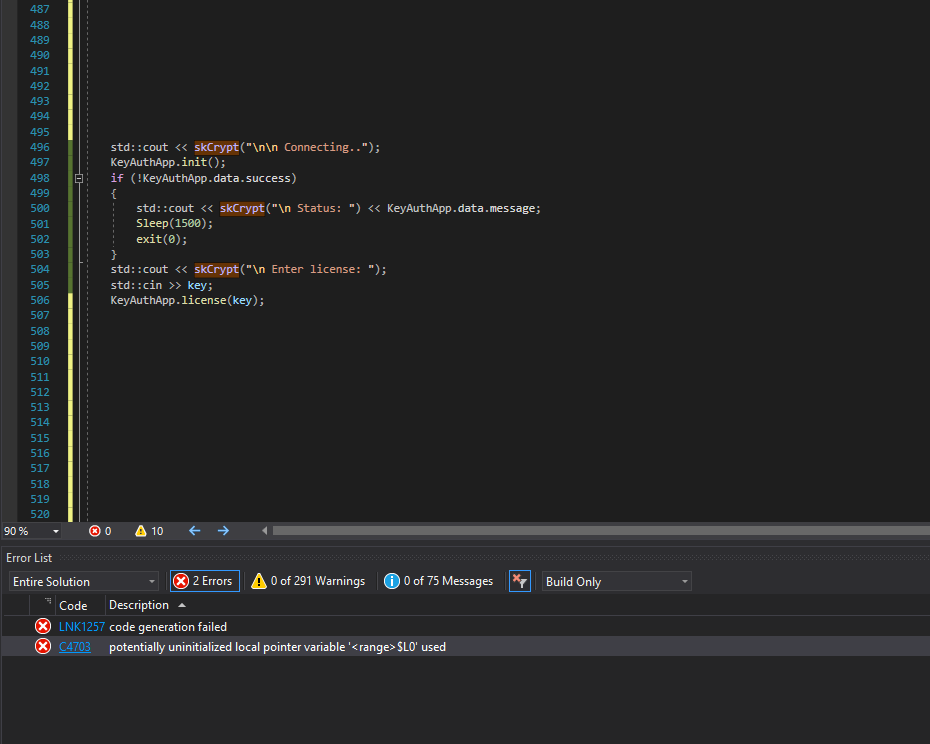 487
488
489
490
491
492
493
494
495
496 std::cout << skCrypt("\n\n Connecting..");
497 KeyAuthApp.init();
498 if (!KeyAuthApp.data.success)
499 {
500 std::cout << skCrypt("\n Status: ") << KeyAuthApp.data.message;
501 Sleep(1500);
502 exit(0);
503 }
504 std::cout << skCrypt("\n Enter license: ");
505 std::cin >> key;
506 KeyAuthApp.license(key);
507
508
509
510
511
512
513
514
515
516
517
518
519
520
90 % 0 10
Error List
Entire Solution 2 Errors 0 of 291 Warnings 0 of 75 Messages Build Only
Code Description
LNK1257 code generation failed
C4703 potentially uninitialized local pointer variable '<range>$L0' used